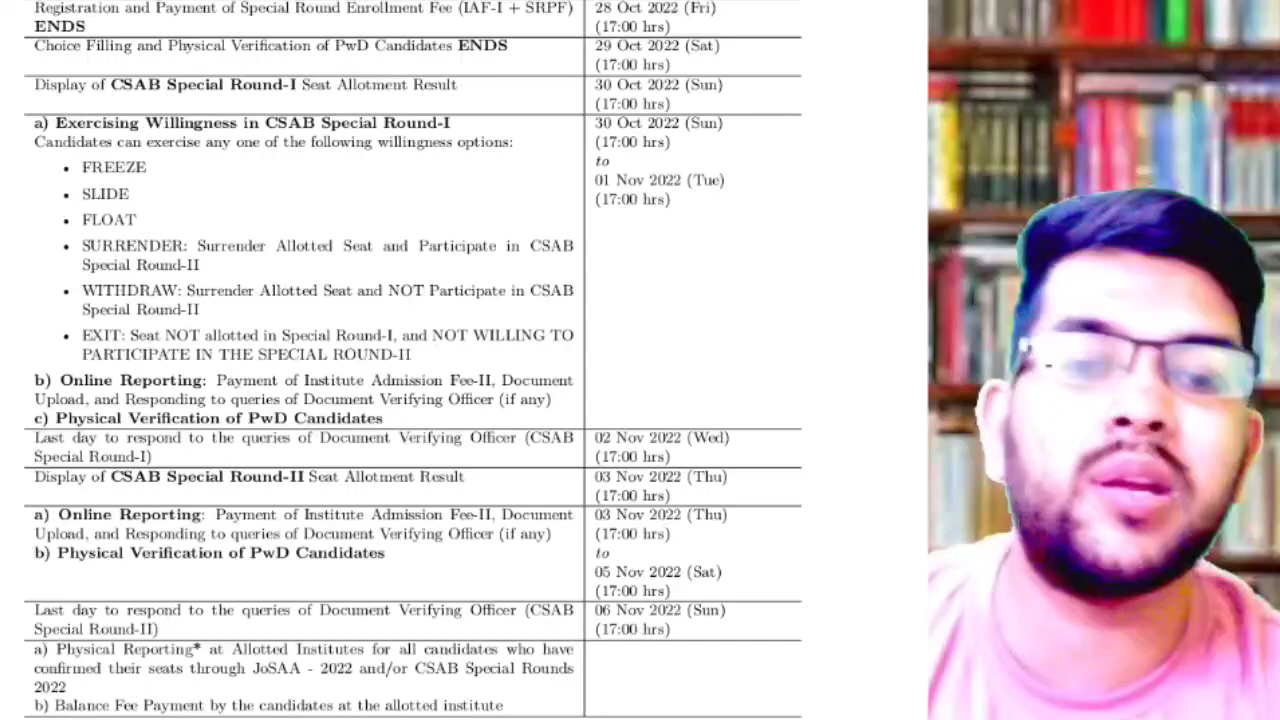 Registration and Payment of Special Round Enrollment Fee (IAF-I + SRPF)
ENDS
28 Oct 2022 (Fri)
(17:00 hrs)
Choice Filling and Physical Verification of PwD Candidates ENDS
29 Oct 2022 (Sat)
(17:00 hrs)
Display of CSAB Special Round-I Seat Allotment Result
30 Oct 2022 (Sun)
(17:00 hrs)
a) Exercising Willingness in CSAB Special Round-I
Candidates can exercise any one of the following willingness options:
• FREEZE
• SLIDE
• FLOAT
• SURRENDER: Surrender Allotted Seat and Participate in CSAB
Special Round-II
• WITHDRAW: Surrender Allotted Seat and NOT Participate in CSAB
Special Round-II
• EXIT: Seat NOT allotted in Special Round-I, and NOT WILLING TO
PARTICIPATE IN THE SPECIAL ROUND-II
b) Online Reporting: Payment of Institute Admission Fee-II, Document
Upload, and Responding to queries of Document Verifying Officer (if any)
c) Physical Verification of PwD Candidates
30 Oct 2022 (Sun)
(17:00 hrs)
to
01 Nov 2022 (Tue)
(17:00 hrs)
Last day to respond to the queries of Document Verifying Officer (CSAB
Special Round-I)
02 Nov 2022 (Wed)
(17:00 hrs)
Display of CSAB Special Round-II Seat Allotment Result
03 Nov 2022 (Thu)
(17:00 hrs)
a) Online Reporting: Payment of Institute Admission Fee-II, Document
Upload, and Responding to queries of Document Verifying Officer (if any)
b) Physical Verification of PwD Candidates
03 Nov 2022 (Thu)
(17:00 hrs)
to
05 Nov 2022 (Sat)
(17:00 hrs)
Last day to respond to the queries of Document Verifying Officer (CSAB
Special Round-II)
06 Nov 2022 (Sun)
(17:00 hrs)
a) Physical Reporting* at Allotted Institutes for all candidates who have
confirmed their seats through JoSAA - 2022 and/or CSAB Special Rounds
2022
b) Balance Fee Payment by the candidates at the allotted institute